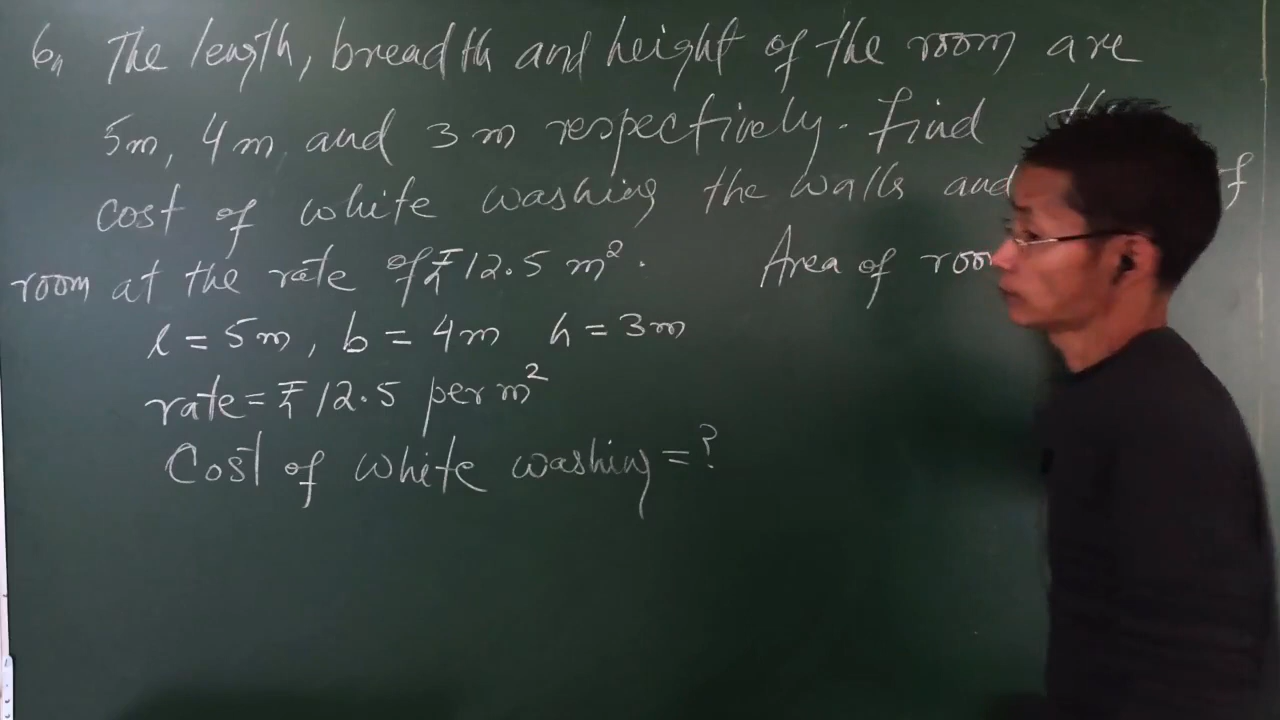 6, The length, breadth and height of the room are
5m, 4m and 3m respectively. Find
cost of white washing the walls and
room at the rate of ₹12.5 m². Area of
l = 5m, b = 4m h = 3m
rate = ₹12.5 per m²
Cost of white washing = ?